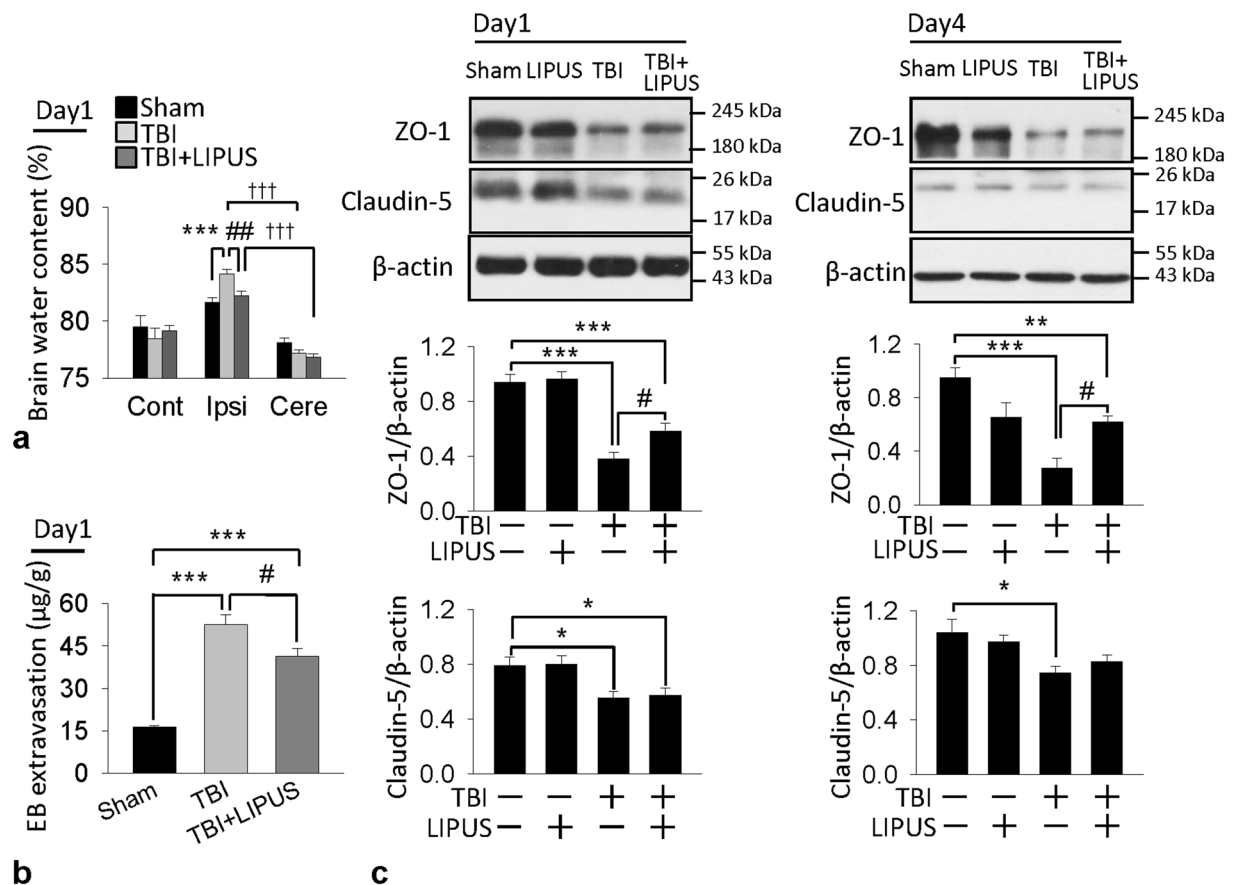 Day1
Sham
TBI
TBI+LIPUS
Brain water content (%)
90
85
80
75
*** ## †††
†††
Cont Ipsi Cere
a
Day1
***
*** #
EB extravasation (µg/g)
60
45
30
15
0
Sham TBI TBI+LIPUS
b
Day1
Sham LIPUS TBI TBI+
LIPUS
ZO-1
245 kDa
180 kDa
Claudin-5
26 kDa
17 kDa
β-actin
55 kDa
43 kDa
ZO-1/β-actin
1.2
0.8
0.4
0.0
***
***
#
TBI — — + +
LIPUS — + — +
Claudin-5/β-actin
1.2
0.8
0.4
0.0
*
*
TBI — — + +
LIPUS — + — +
c
Day4
Sham LIPUS TBI TBI+
LIPUS
ZO-1
245 kDa
180 kDa
Claudin-5
26 kDa
17 kDa
β-actin
55 kDa
43 kDa
ZO-1/β-actin
1.2
0.8
0.4
0.0
**
***
#
TBI — — + +
LIPUS — + — +
Claudin-5/β-actin
1.2
0.8
0.4
0.0
*
TBI — — + +
LIPUS — + — +